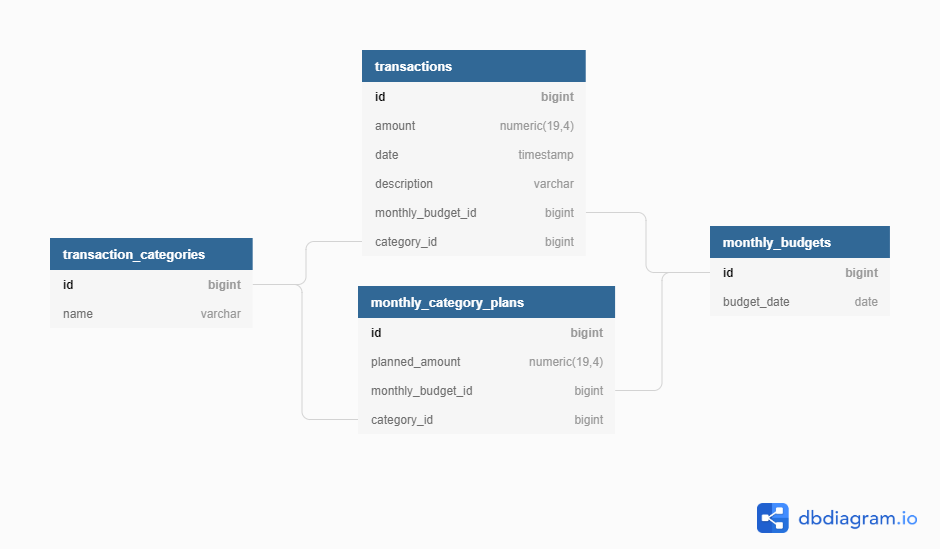 transactions
id bigint
amount numeric(19,4)
date timestamp
description varchar
monthly_budget_id bigint
category_id bigint
transaction_categories
id bigint
name varchar
monthly_category_plans
id bigint
planned_amount numeric(19,4)
monthly_budget_id bigint
category_id bigint
monthly_budgets
id bigint
budget_date date
dbdiagram.io